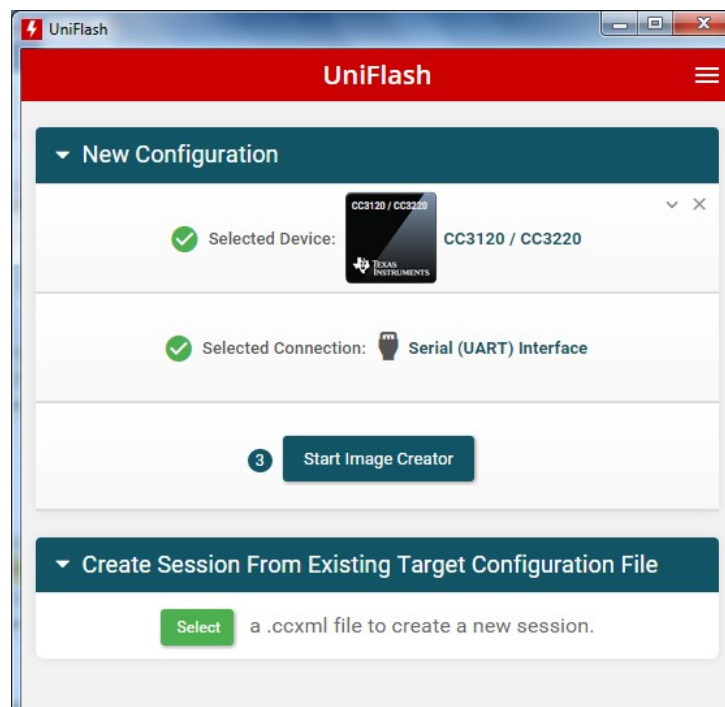 UniFlash
UniFlash
New Configuration
Selected Device:
CC3120 / CC3220
TEXAS
INSTRUMENTS
CC3120 / CC3220
Selected Connection: Serial (UART) Interface
3 Start Image Creator
Create Session From Existing Target Configuration File
Select a .ccxml file to create a new session.